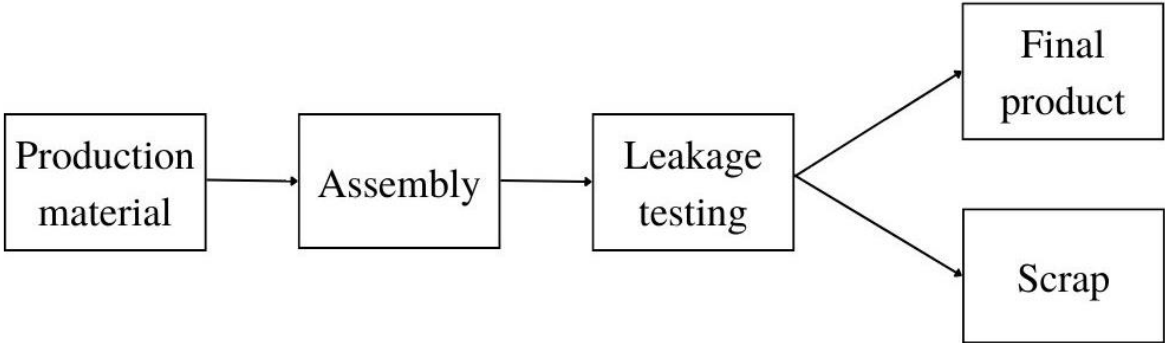 Production
material
Assembly
Leakage
testing
Final
product
Scrap